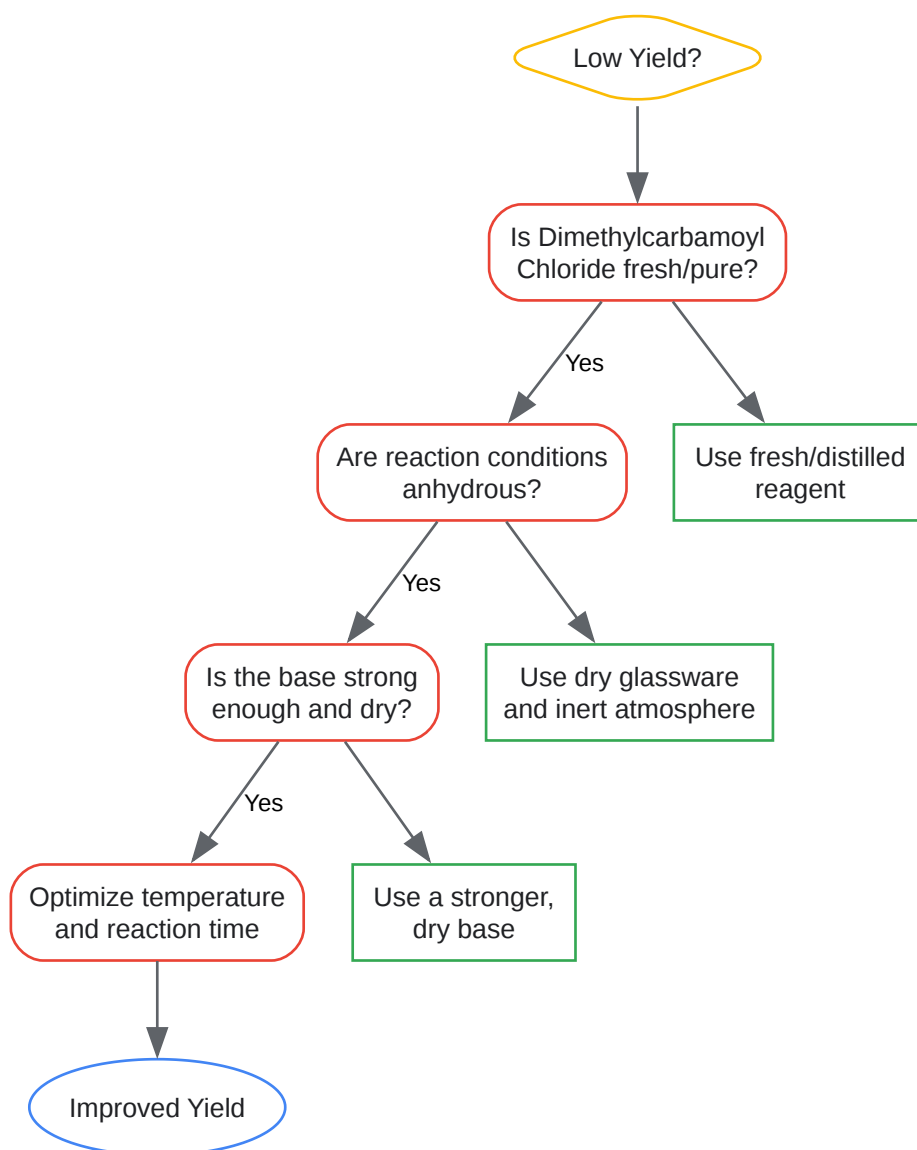 Low Yield?
Is Dimethylcarbamoyl
Chloride fresh/pure?
Yes
Are reaction conditions
anhydrous?
Use fresh/distilled
reagent
Yes
Is the base strong
enough and dry?
Use dry glassware
and inert atmosphere
Yes
Optimize temperature
and reaction time
Use a stronger,
dry base
Improved Yield